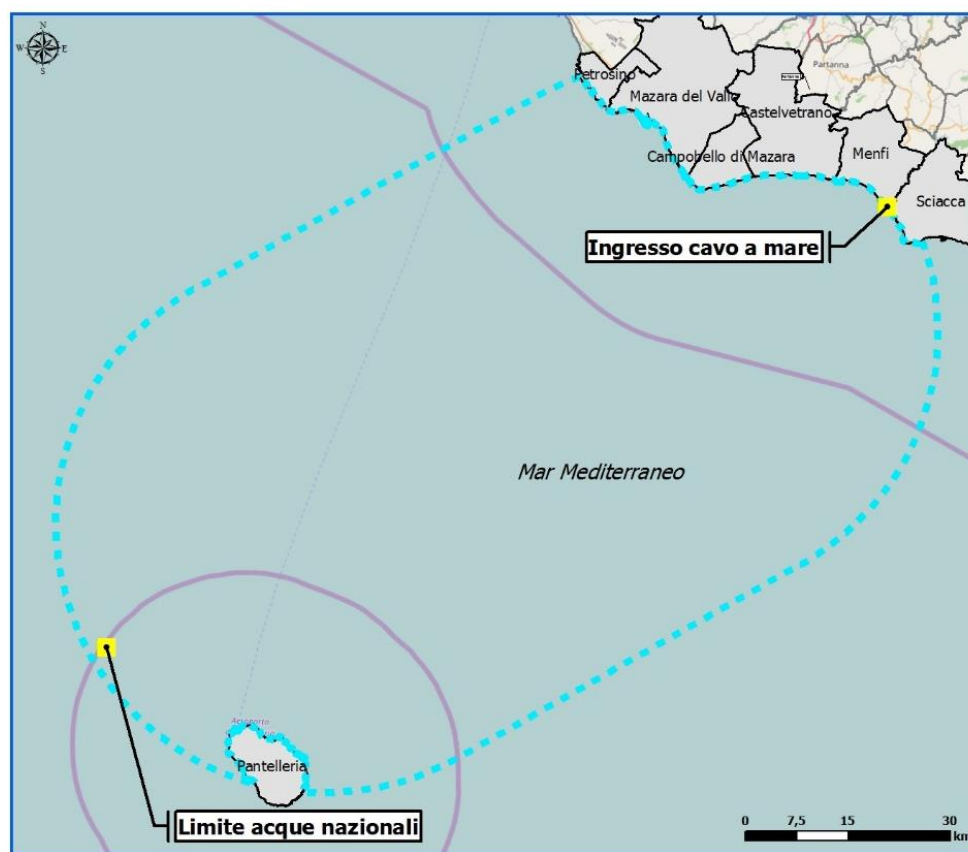 N
W
E
S
Partanna
Petrosino
Mazara del Vallo
Castelvetrano
Campobello di Mazara
Menfi
Sciacca
Ingresso cavo a mare
Mar Mediterraneo
Aeroporto
Pantelleria
Limite acque nazionali
0 7,5 15 30
km